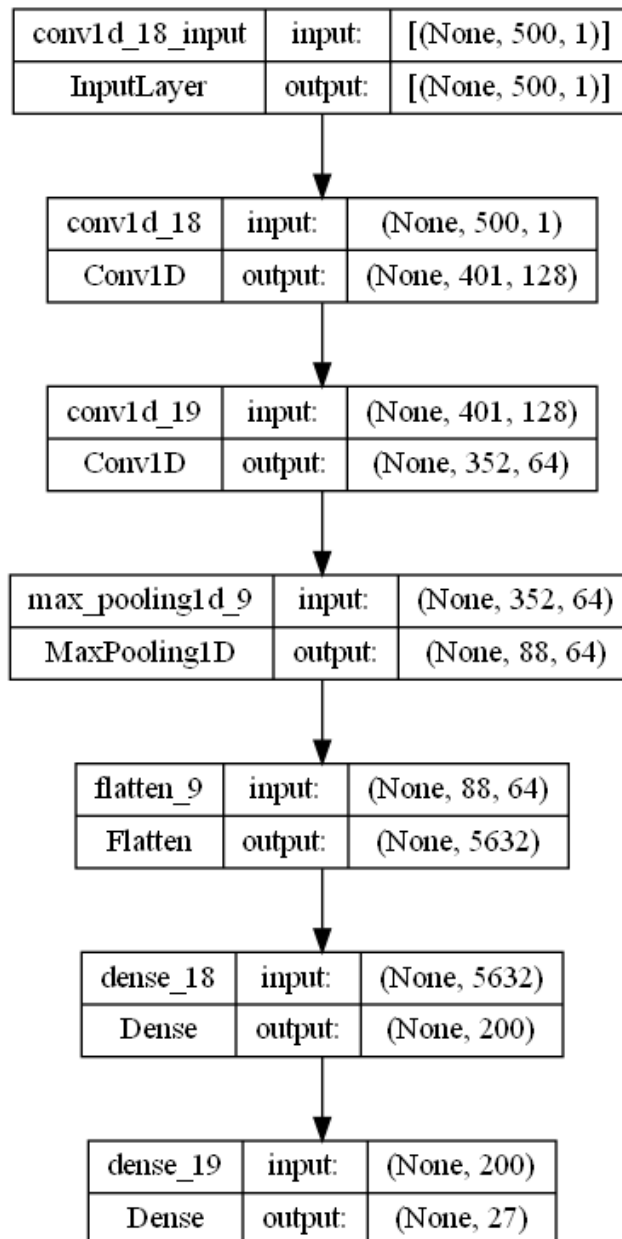 conv1d_18_input input: [(None, 500, 1)]
InputLayer output: [(None, 500, 1)]
conv1d_18 input: (None, 500, 1)
Conv1D output: (None, 401, 128)
conv1d_19 input: (None, 401, 128)
Conv1D output: (None, 352, 64)
max_pooling1d_9 input: (None, 352, 64)
MaxPooling1D output: (None, 88, 64)
flatten_9 input: (None, 88, 64)
Flatten output: (None, 5632)
dense_18 input: (None, 5632)
Dense output: (None, 200)
dense_19 input: (None, 200)
Dense output: (None, 27)